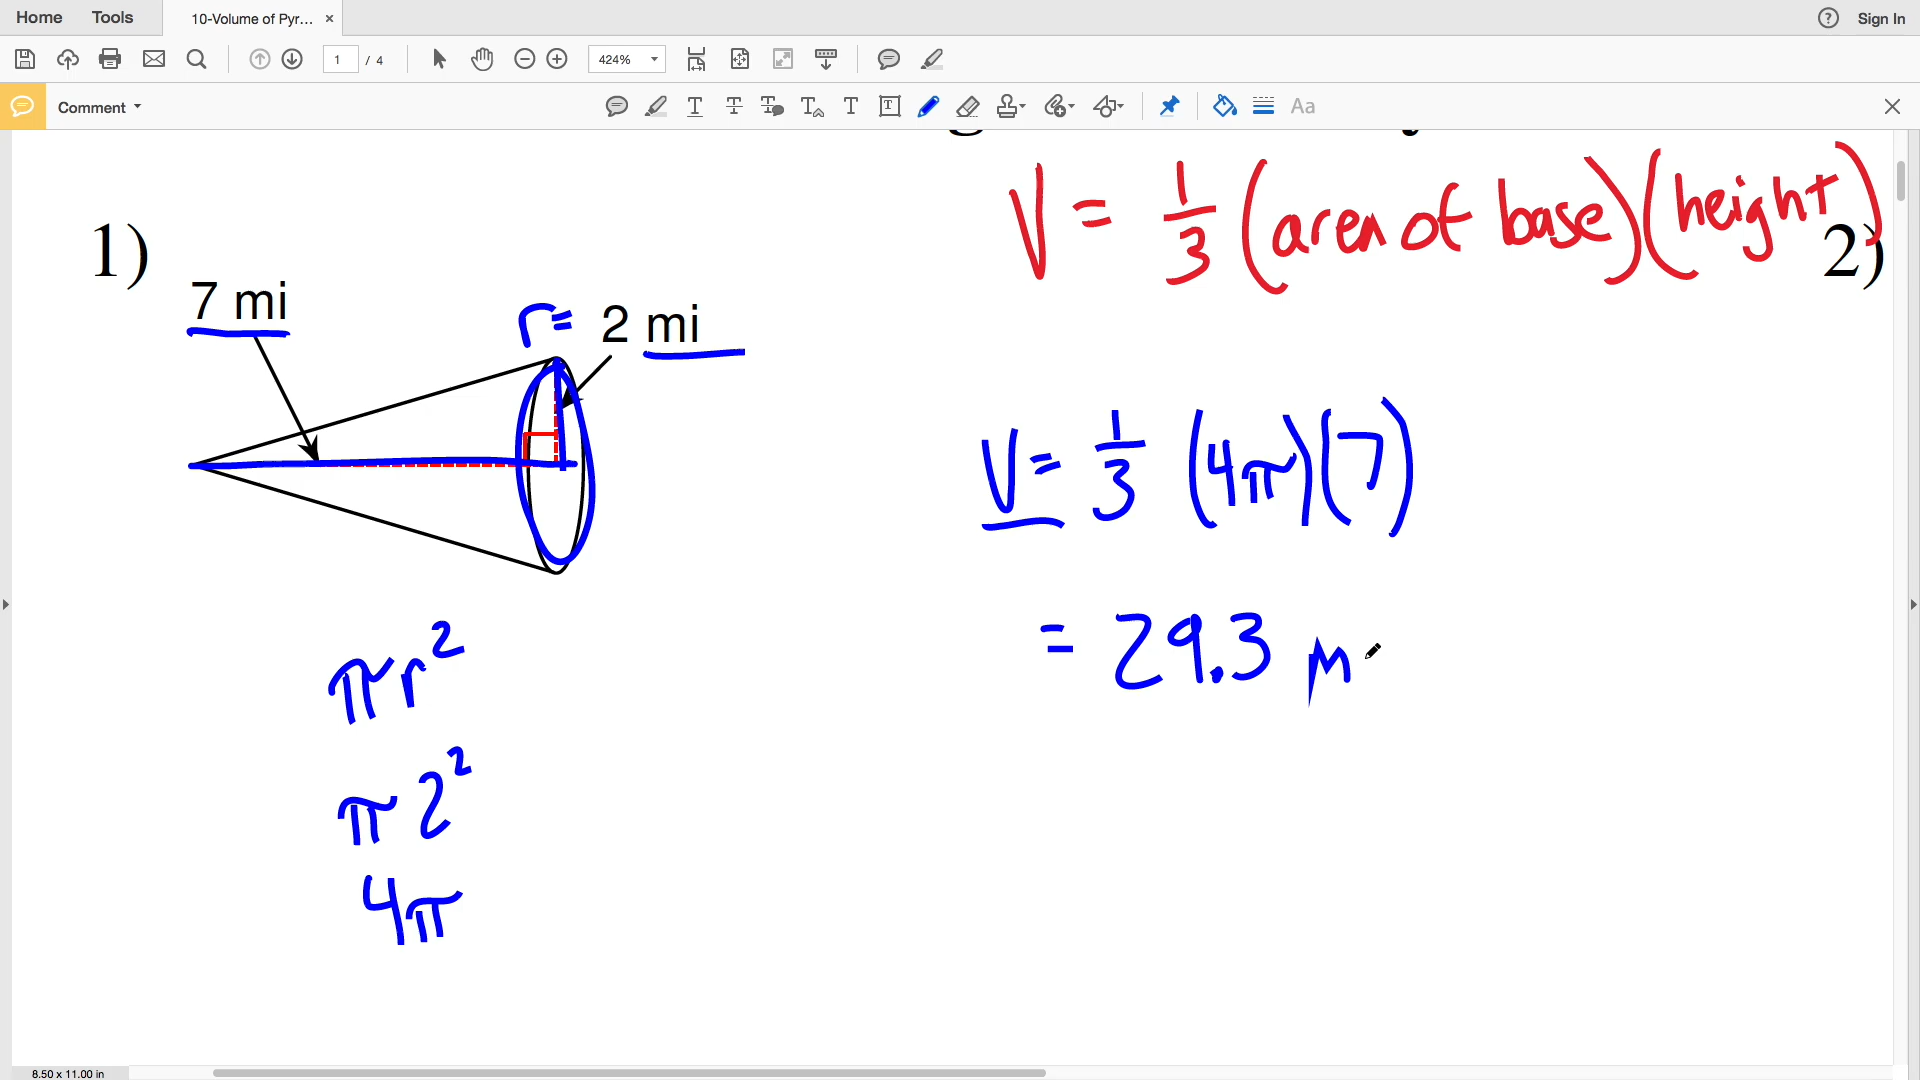 Home Tools 10-Volume of Pyr... × ? Sign In
1 / 4 424%
Comment Aa
V = 1/3 (area of base)(height)
1) 2)
7 mi
r= 2 mi
V= 1/3 (4π)(7)
= 29.3 m
πr²
π2²
4π
8.50 x 11.00 in